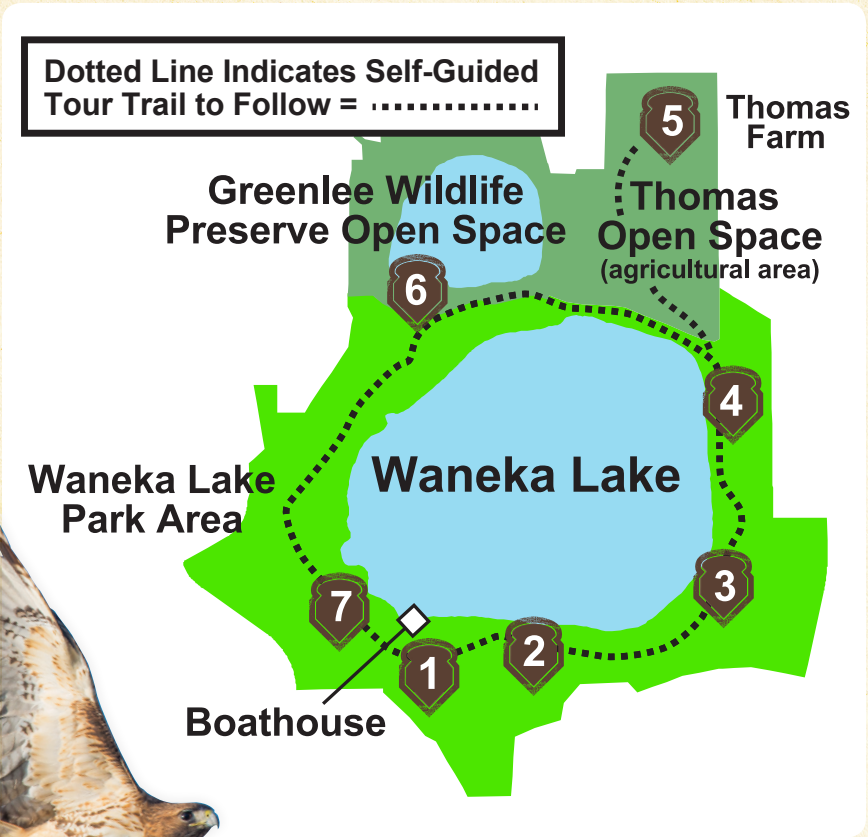 Dotted Line Indicates Self-Guided
Tour Trail to Follow =
5
Thomas
Farm
Greenlee Wildlife
Preserve Open Space
Thomas
Open Space
(agricultural area)
6
4
Waneka Lake
Waneka Lake
Park Area
3
7
2
1
Boathouse